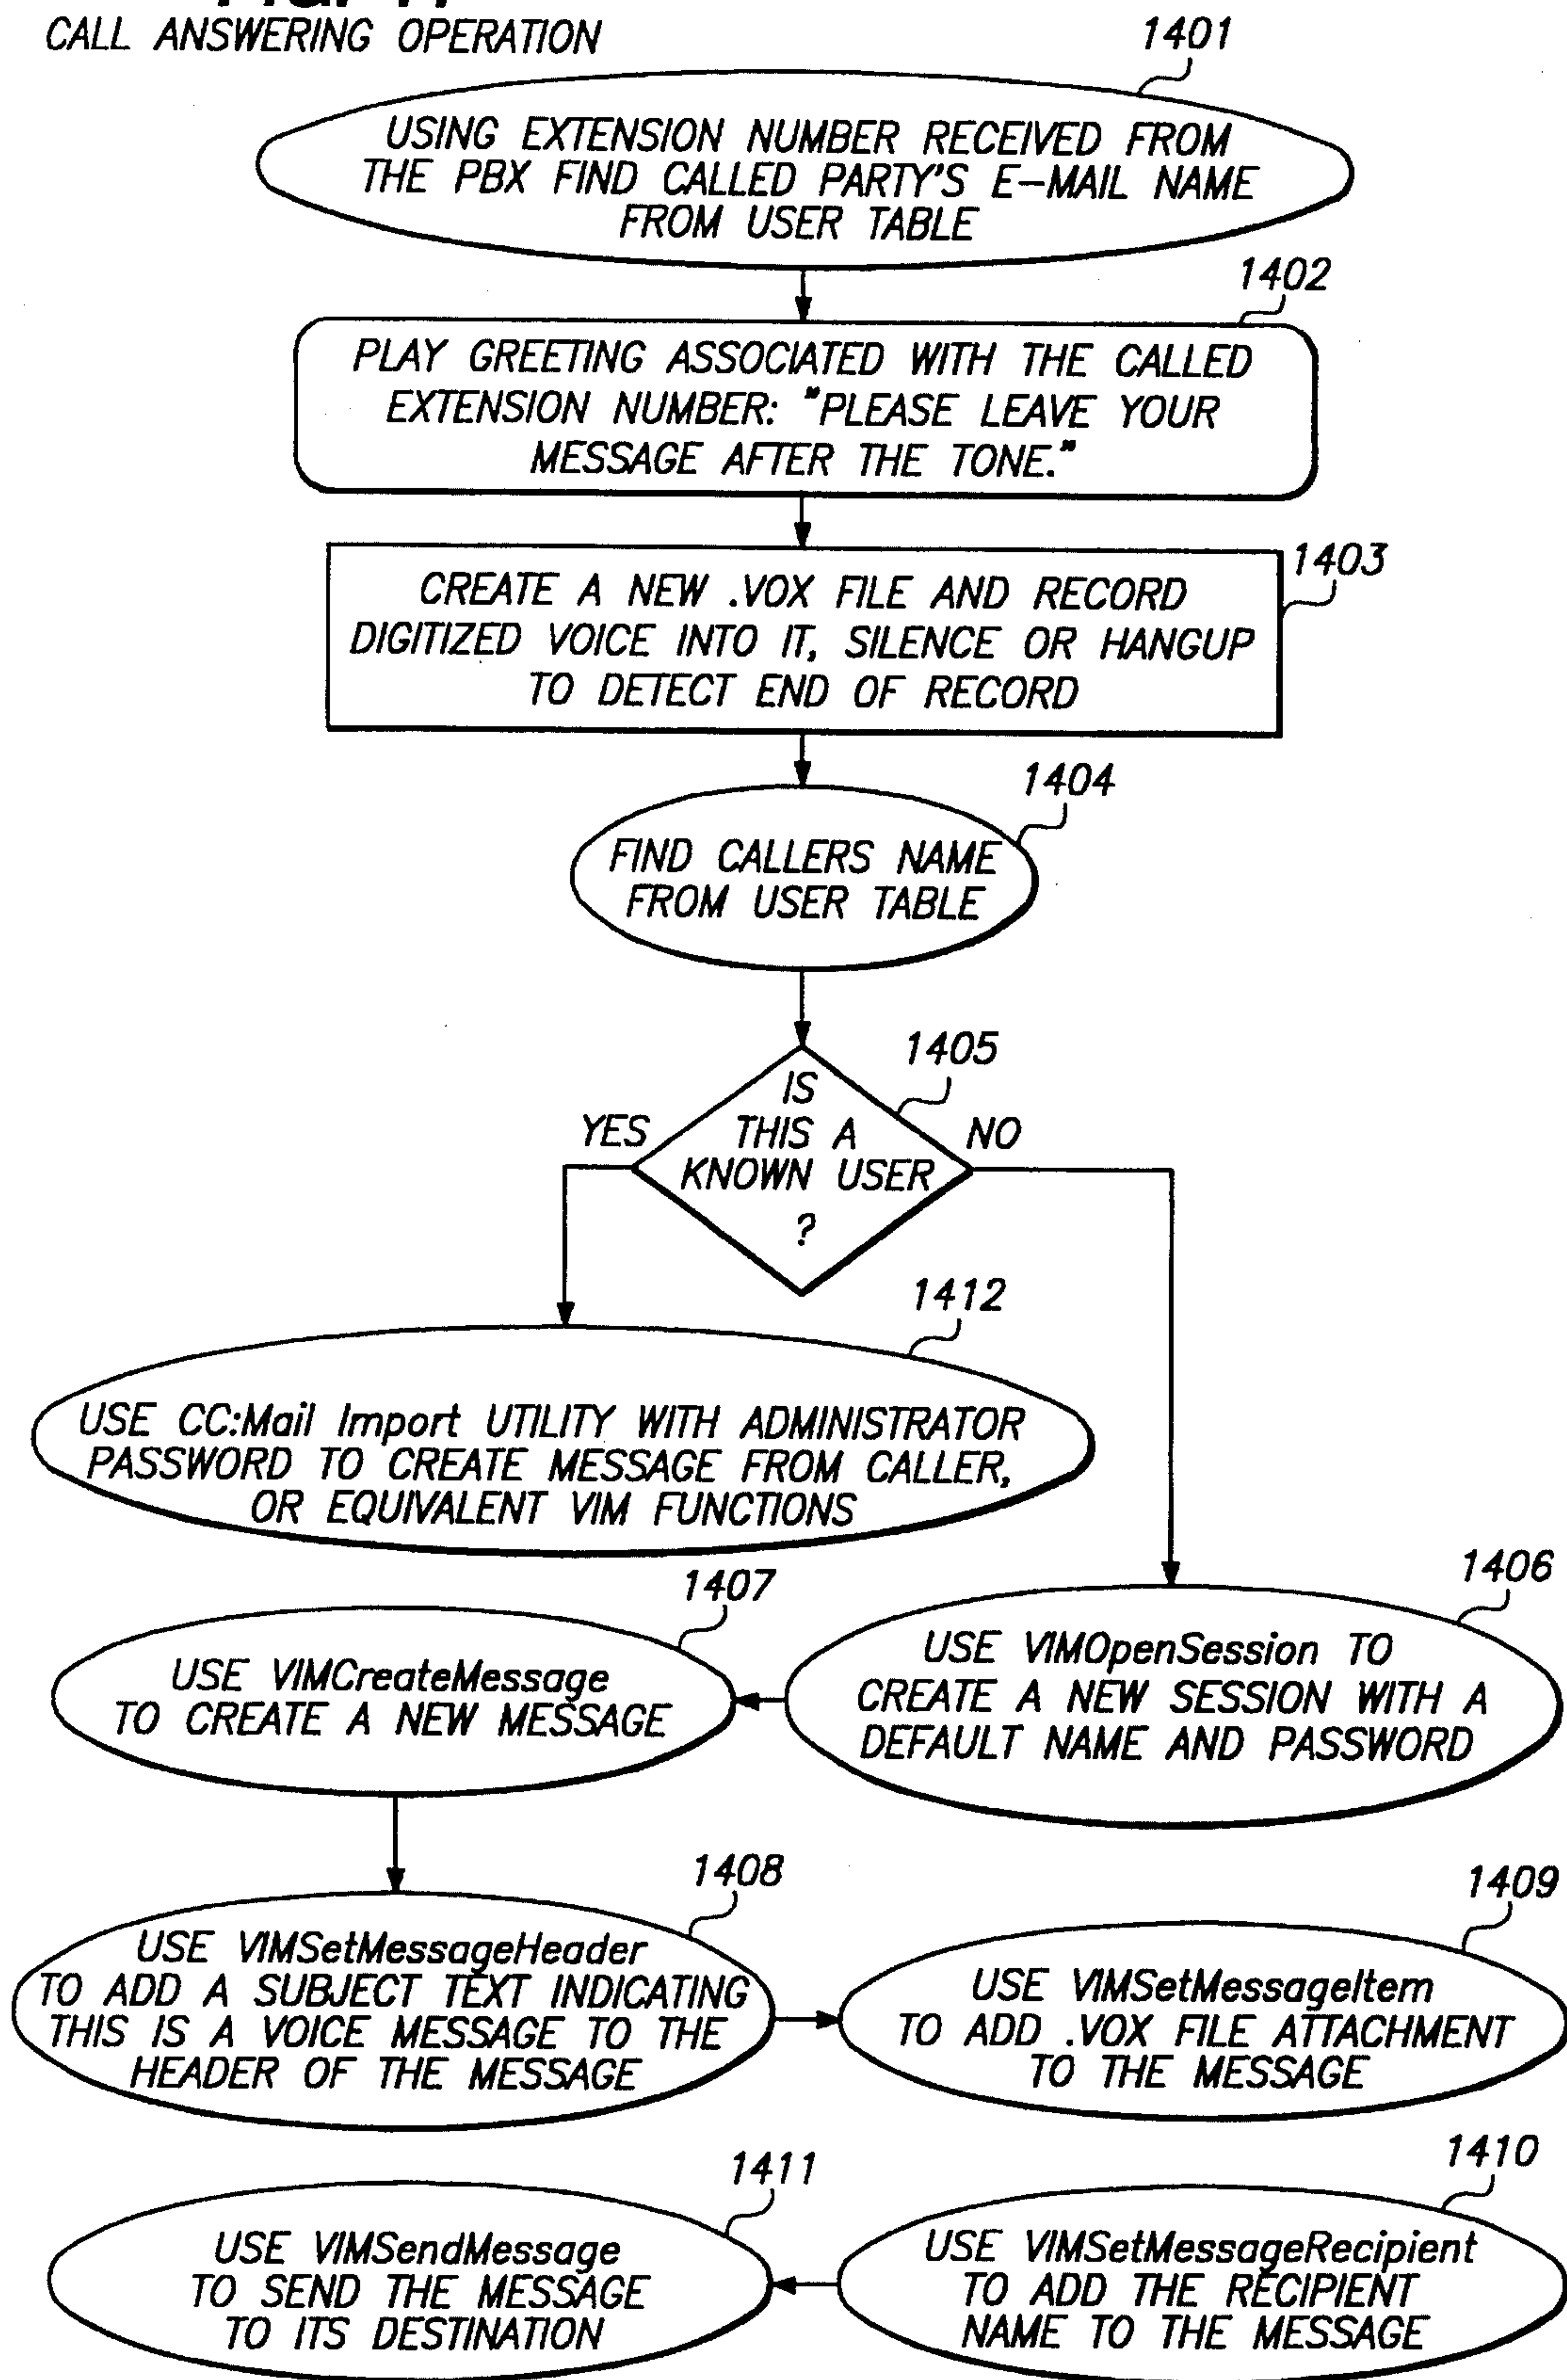 CALL ANSWERING OPERATION
1401
USING EXTENSION NUMBER RECEIVED FROM
THE PBX FIND CALLED PARTY'S E-MAIL NAME
FROM USER TABLE
1402
PLAY GREETING ASSOCIATED WITH THE CALLED
EXTENSION NUMBER: "PLEASE LEAVE YOUR
MESSAGE AFTER THE TONE."
1403
CREATE A NEW .VOX FILE AND RECORD
DIGITIZED VOICE INTO IT, SILENCE OR HANGUP
TO DETECT END OF RECORD
1404
FIND CALLERS NAME
FROM USER TABLE
1405
IS
THIS A
KNOWN USER
?
YES
NO
1412
USE CC:Mail Import UTILITY WITH ADMINISTRATOR
PASSWORD TO CREATE MESSAGE FROM CALLER,
OR EQUIVALENT VIM FUNCTIONS
1406
USE VIMOpenSession TO
CREATE A NEW SESSION WITH A
DEFAULT NAME AND PASSWORD
1407
USE VIMCreateMessage
TO CREATE A NEW MESSAGE
1408
USE VIMSetMessageHeader
TO ADD A SUBJECT TEXT INDICATING
THIS IS A VOICE MESSAGE TO THE
HEADER OF THE MESSAGE
1409
USE VIMSetMessageItem
TO ADD .VOX FILE ATTACHMENT
TO THE MESSAGE
1410
USE VIMSetMessageRecipient
TO ADD THE RECIPIENT
NAME TO THE MESSAGE
1411
USE VIMSendMessage
TO SEND THE MESSAGE
TO ITS DESTINATION